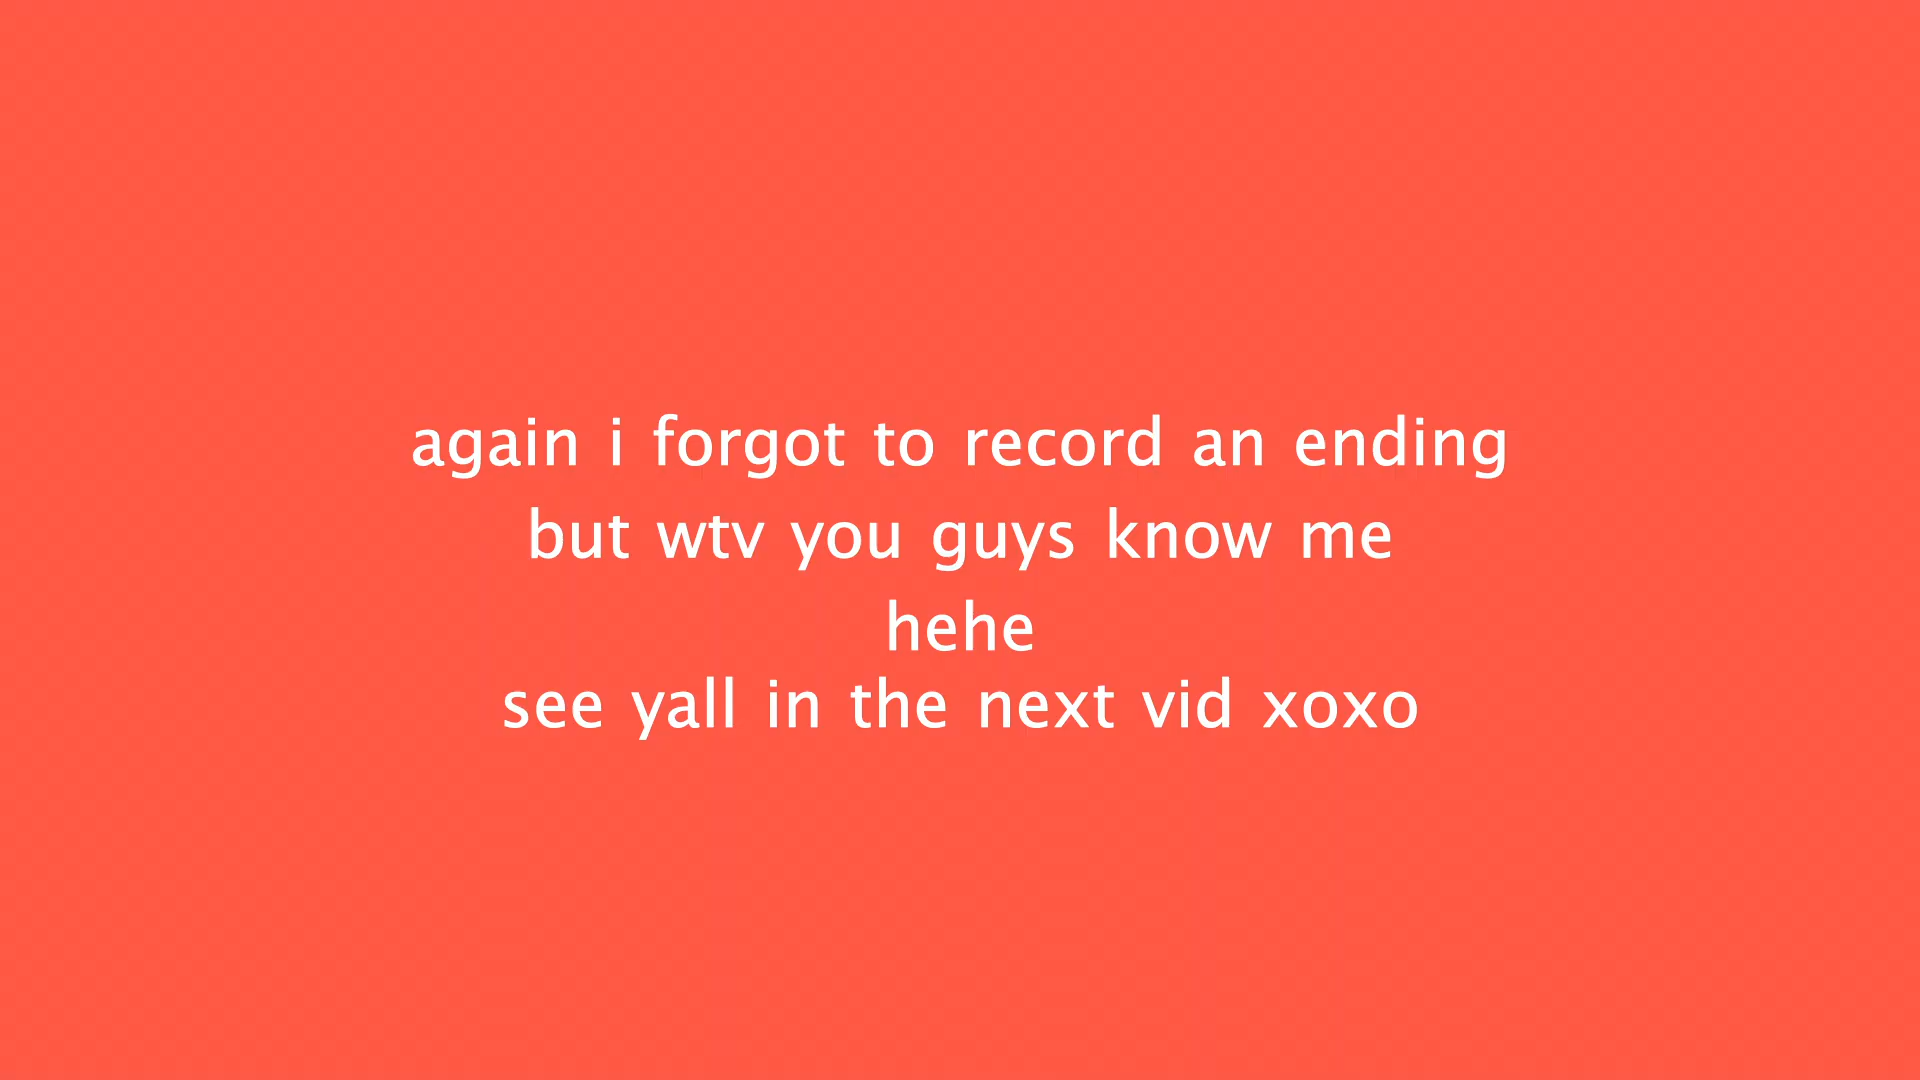 again i forgot to record an ending
but wtv you guys know me
hehe
see yall in the next vid xoxo